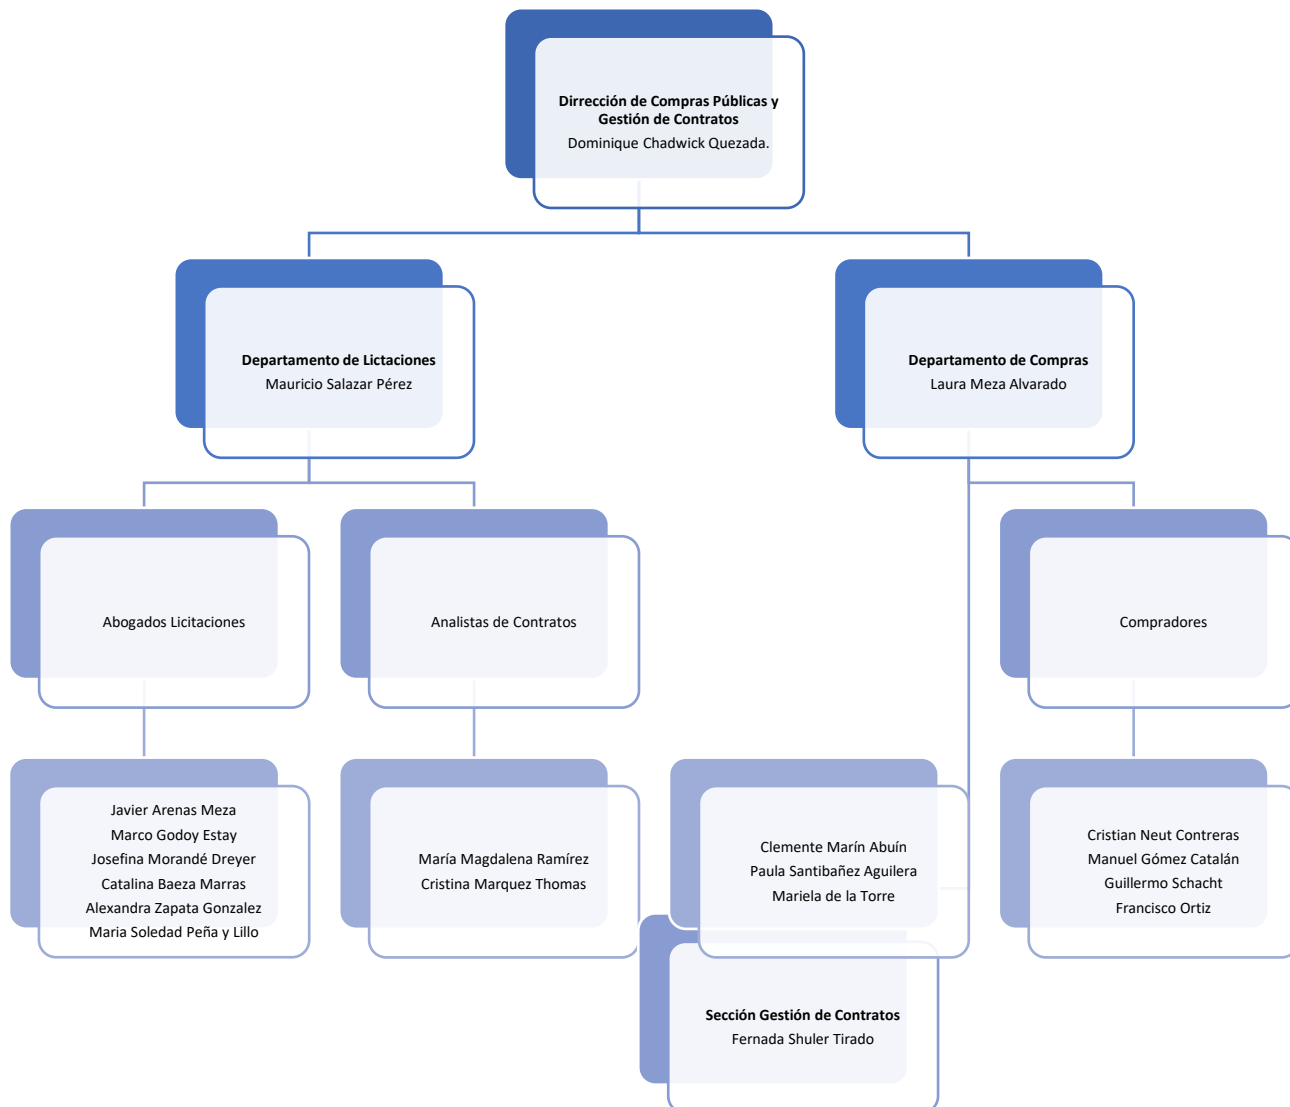 Dirrección de Compras Públicas y
Gestión de Contratos
Dominique Chadwick Quezada.
Departamento de Lictaciones
Mauricio Salazar Pérez
Departamento de Compras
Laura Meza Alvarado
Abogados Licitaciones
Analistas de Contratos
Compradores
Javier Arenas Meza
Marco Godoy Estay
Josefina Morandé Dreyer
Catalina Baeza Marras
Alexandra Zapata Gonzalez
Maria Soledad Peña y Lillo
María Magdalena Ramírez
Cristina Marquez Thomas
Clemente Marín Abuín
Paula Santibañez Aguilera
Mariela de la Torre
Cristian Neut Contreras
Manuel Gómez Catalán
Guillermo Schacht
Francisco Ortiz
Sección Gestión de Contratos
Fernada Shuler Tirado